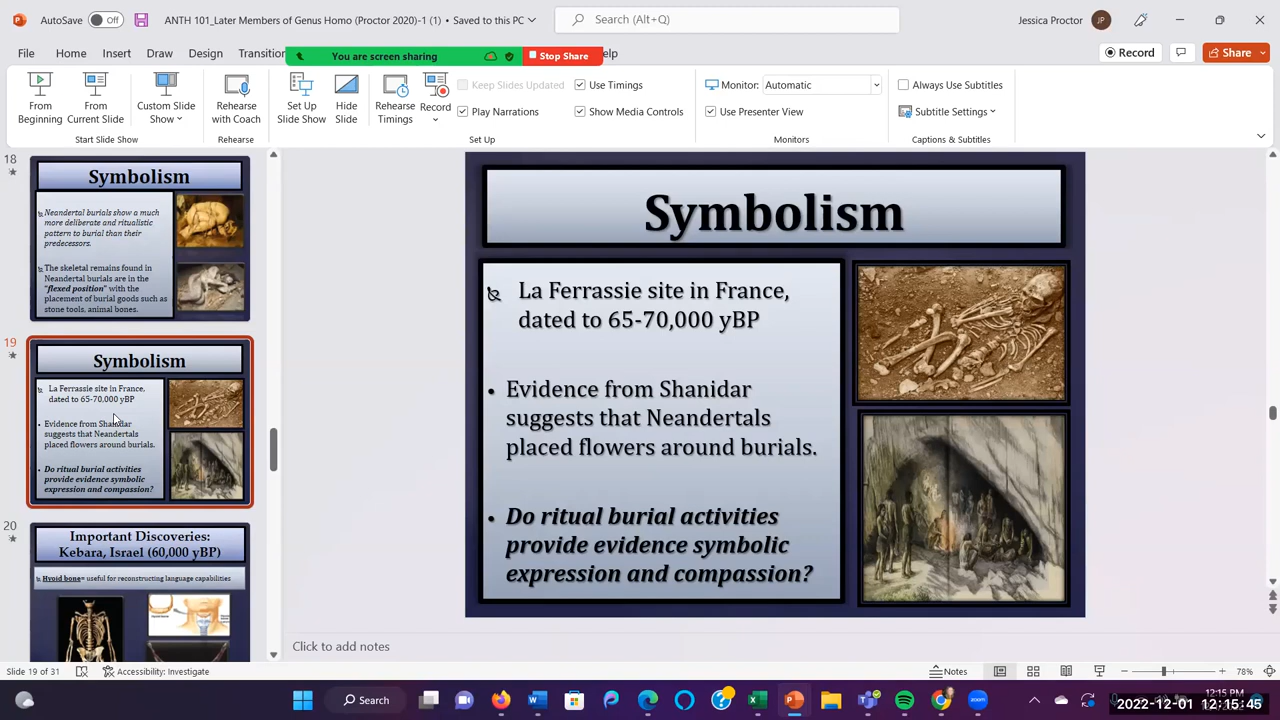 AutoSave Off ANTH 101_Later Members of Genus Homo (Proctor 2020)-1 (1) • Saved to this PC Search (Alt+Q) Jessica Proctor JP
File Home Insert Draw Design Transition You are screen sharing Stop Share elp Record Share
From Beginning
From Current Slide
Custom Slide Show
Rehearse with Coach
Set Up Slide Show
Hide Slide
Rehearse Timings
Record
Keep Slides Updated
Use Timings
Play Narrations
Show Media Controls
Monitor: Automatic
Use Presenter View
Always Use Subtitles
Subtitle Settings
Start Slide Show Rehearse Set Up Monitors Captions & Subtitles
18
Symbolism
Neandertal burials show a much
more deliberate and ritualistic
pattern to burial than their
predecessors.
The skeletal remains found in
Neandertal burials are in the
"flexed position" with the
placement of burial goods such as
stone tools, animal bones.
19
Symbolism
La Ferrassie site in France,
dated to 65-70,000 yBP
• Evidence from Shanidar
suggests that Neandertals
placed flowers around burials.
• Do ritual burial activities
provide evidence symbolic
expression and compassion?
20
Important Discoveries:
Kebara, Israel (60,000 yBP)
Hyoid bone= useful for reconstructing language capabilities
Symbolism
La Ferrassie site in France,
dated to 65-70,000 yBP
• Evidence from Shanidar
suggests that Neandertals
placed flowers around burials.
• Do ritual burial activities
provide evidence symbolic
expression and compassion?
Click to add notes
Slide 19 of 31 Accessibility: Investigate Notes 78%
Search
12:15 PM
2022-12-01 12:15:45